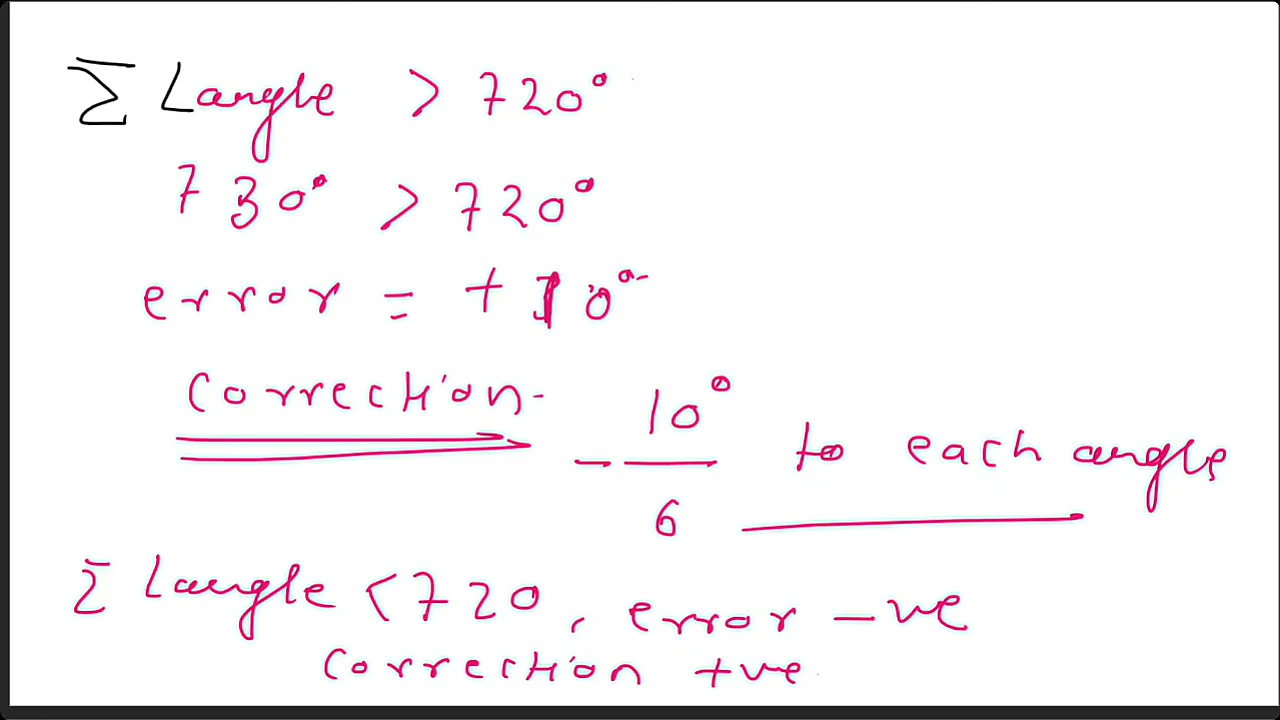 Σ ∠angle > 720°
730° > 720°
error = + 10°
Correction - - 10° / 6 to each angle
Σ ∠angle < 720, error -ve
Correction +ve